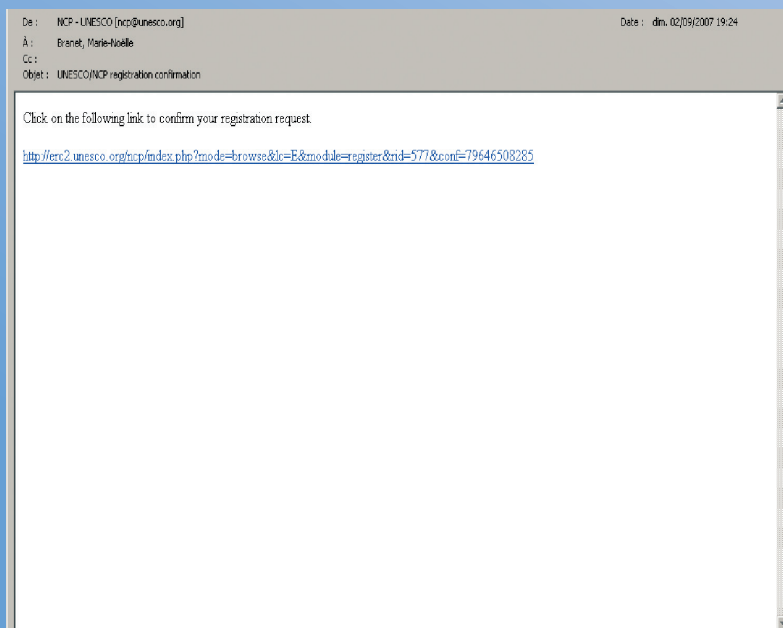 De : NCP - UNESCO [ncp@unesco.org] Date : dim. 02/09/2007 19:24
À : Branet, Marie-Noëlle
Cc :
Objet : UNESCO/NCP registration confirmation
Click on the following link to confirm your registration request.
http://erc2.unesco.org/ncp/index.php?mode=browse&lc=E&module=register&rid=577&conf=79646508285